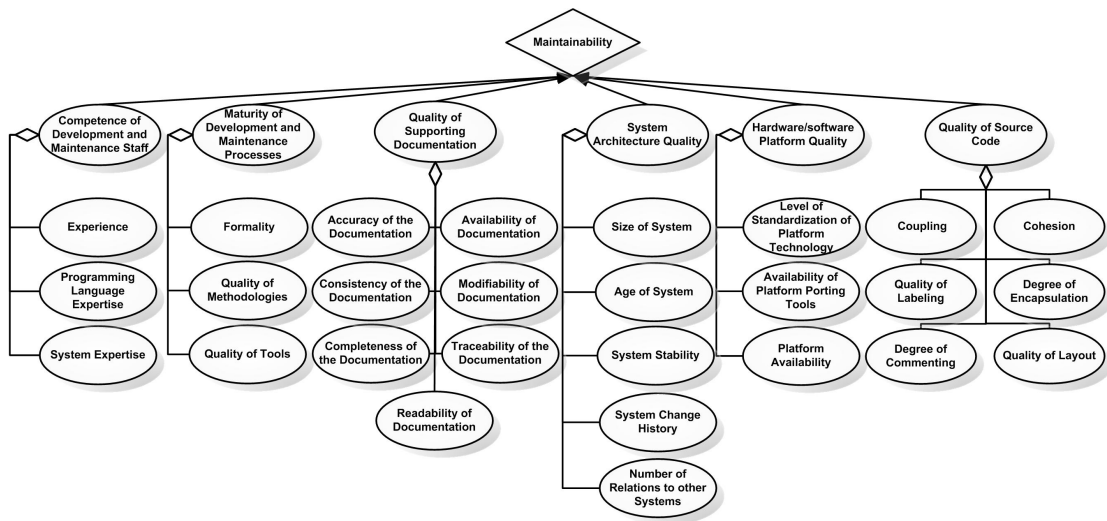 Maintainability
Competence of
Development and
Maintenance Staff
Maturity of
Development and
Maintenance
Processes
Quality of
Supporting
Documentation
System
Architecture Quality
Hardware/software
Platform Quality
Quality of Source
Code
Experience
Programming
Language
Expertise
System Expertise
Formality
Quality of
Methodologies
Quality of Tools
Accuracy of the
Documentation
Availability of
Documentation
Consistency of the
Documentation
Modifiability of
Documentation
Completeness of
the Documentation
Traceability of the
Documentation
Readability of
Documentation
Size of System
Age of System
System Stability
System Change
History
Number of
Relations to other
Systems
Level of
Standardization of
Platform
Technology
Availability of
Platform Porting
Tools
Platform
Availability
Coupling
Cohesion
Quality of
Labeling
Degree of
Encapsulation
Degree of
Commenting
Quality of Layout